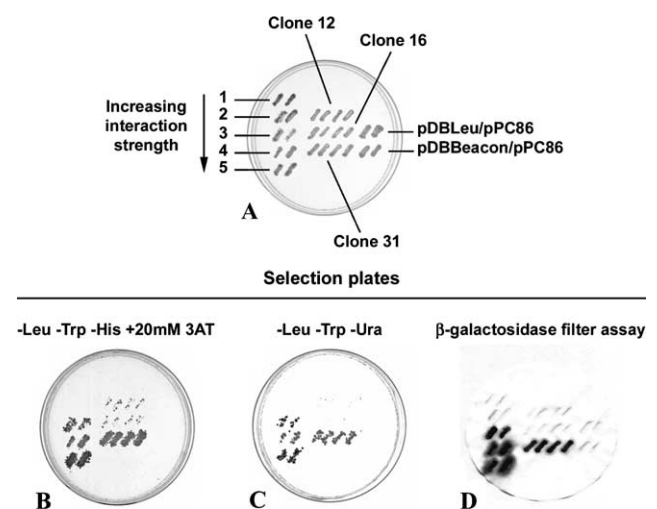 Clone 12
Clone 16
Increasing
interaction
strength
1
2
3
4
5
pDBLeu/pPC86
pDBBeacon/pPC86
A
Clone 31
Selection plates
-Leu -Trp -His +20mM 3AT
-Leu -Trp -Ura
β-galactosidase filter assay
B
C
D